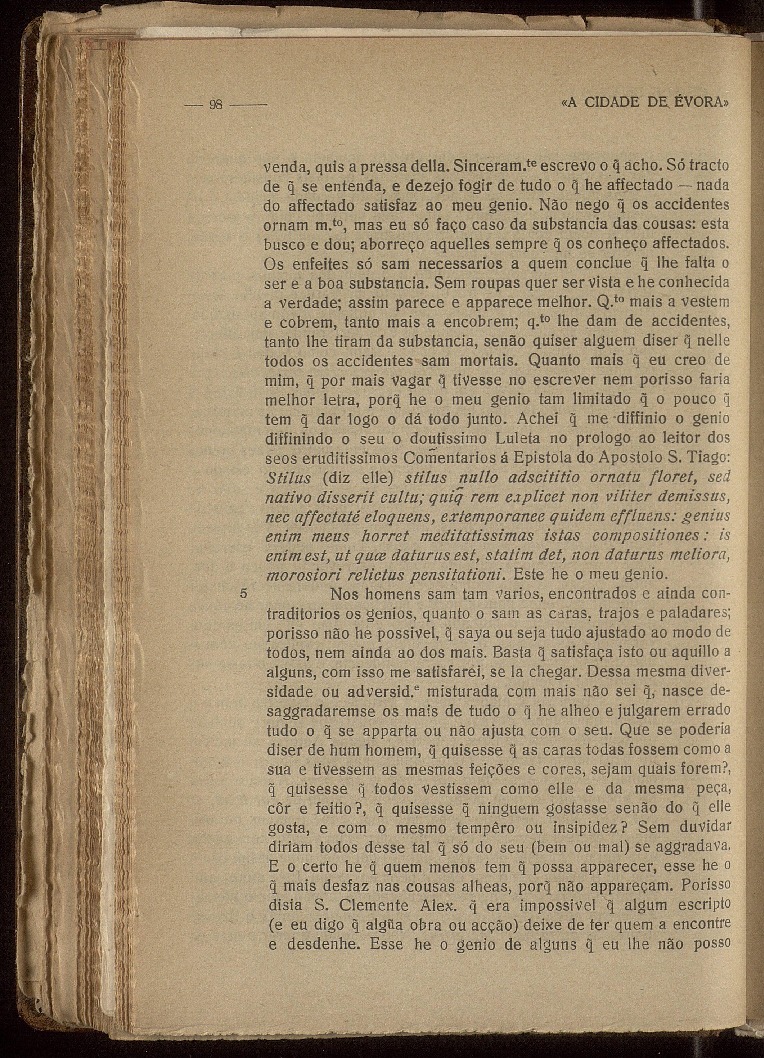 — 98 —— «A CIDADE DE ÉVORA»
venda, quis a pressa della. Sinceram.te escrevo o q̃ acho. Só tracto
de q̃ se entenda, e dezejo fogir de tudo o q̃ he affectado — nada
do affectado satisfaz ao meu genio. Não nego q̃ os accidentes
ornam m.to, mas eu só faço caso da substancia das cousas: esta
busco e dou; aborreço aquelles sempre q̃ os conheço affectados.
Os enfeites só sam necessarios a quem conclue q̃ lhe falta o
ser e a boa substancia. Sem roupas quer ser vista e he conhecida
a verdade; assim parece e apparece melhor. Q.to mais a vestem
e cobrem, tanto mais a encobrem; q.to lhe dam de accidentes,
tanto lhe tiram da substancia, senão quiser alguem diser q̃ nelle
todos os accidentes sam mortais. Quanto mais q̃ eu creo de
mim, q̃ por mais vagar q̃ tivesse no escrever nem porisso faria
melhor letra, porq̃ he o meu genio tam limitado q̃ o pouco q̃
tem q̃ dar logo o dá todo junto. Achei q̃ me diffinio o genio
diffinindo o seu o doutissimo Luleta no prologo ao leitor dos
seos eruditissimos Com̃entarios á Epistola do Apostolo S. Tiago:
Stilus (diz elle) stilus nullo adscititio ornatu floret, sed
nativo disserit cultu; quiq̃ rem explicet non viliter demissus,
nec affectaté eloquens, extemporanee quidem effluens: genius
enim meus horret meditatissimas istas compositiones: is
enim est, ut quæ daturus est, statim det, non daturus meliora,
morosiori relictus pensitationi. Este he o meu genio.
5 Nos homens sam tam varios, encontrados e ainda con-
traditorios os genios, quanto o sam as caras, trajos e paladares;
porisso não he possivel, q̃ saya ou seja tudo ajustado ao modo de
todos, nem ainda ao dos mais. Basta q̃ satisfaça isto ou aquillo a
alguns, com isso me satisfarei, se la chegar. Dessa mesma diver-
sidade ou adversid.e misturada com mais não sei q̃, nasce de-
saggradaremse os mais de tudo o q̃ he alheo e julgarem errado
tudo o q̃ se apparta ou não ajusta com o seu. Que se poderia
diser de hum homem, q̃ quisesse q̃ as caras todas fossem como a
sua e tivessem as mesmas feições e cores, sejam quais forem?,
q̃ quisesse q̃ todos vestissem como elle e da mesma peça,
côr e feitio?, q̃ quisesse q̃ ninguem gostasse senão do q̃ elle
gosta, e com o mesmo tempêro ou insipidez? Sem duvidar
diriam todos desse tal q̃ só do seu (bem ou mal) se aggradava.
E o certo he q̃ quem menos tem q̃ possa apparecer, esse he o
q̃ mais desfaz nas cousas alheas, porq̃ não appareçam. Porisso
disia S. Clemente Alex. q̃ era impossivel q̃ algum escripto
(e eu digo q̃ algũa obra ou acção) deixe de ter quem a encontre
e desdenhe. Esse he o genio de alguns q̃ eu lhe não posso